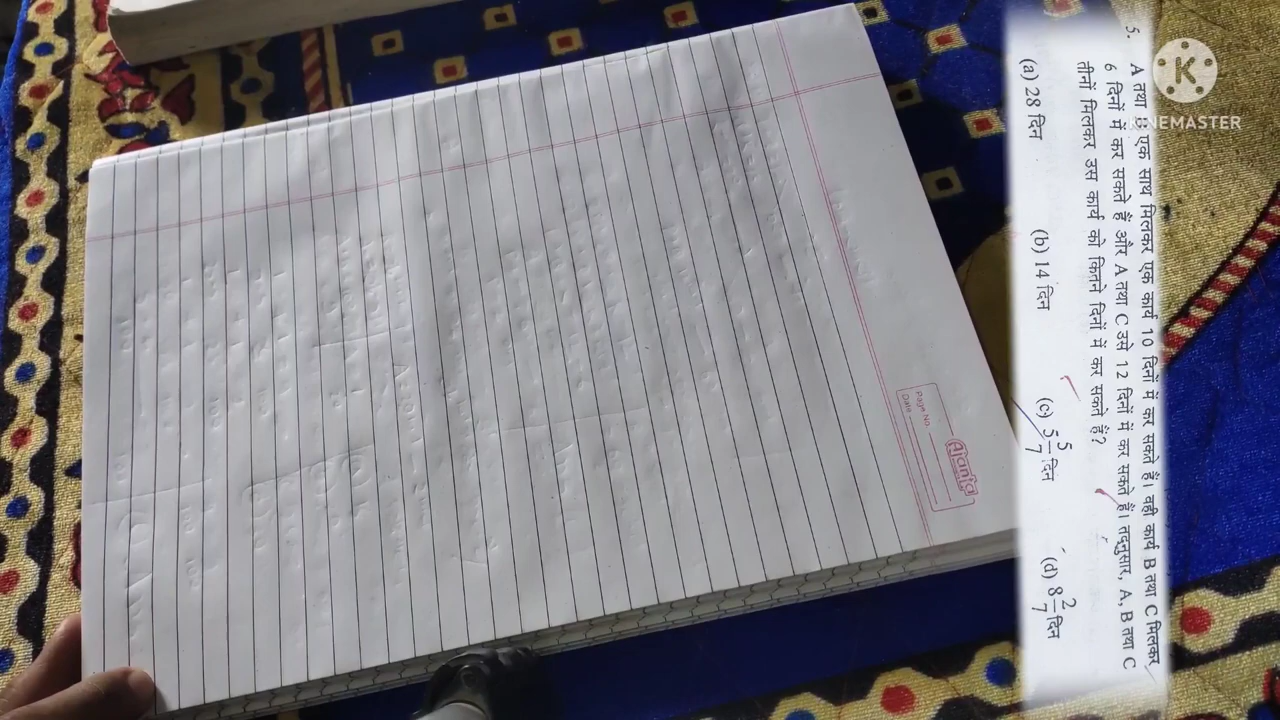 5. A तथा B एक साथ मिलकर एक कार्य 10 दिनों में कर सकते हैं। वही कार्य B तथा C मिलकर
6 दिनों में कर सकते हैं और A तथा C उसे 12 दिनों में कर सकते हैं। तद्नुसार, A, B तथा C
तीनों मिलकर उस कार्य को कितने दिनों में कर सकते हैं?
(a) 28 दिन (b) 14 दिन (c) 5 5/7 दिन (d) 8 2/7 दिन
K
KINEMASTER
Ajanta
Page No.
Date